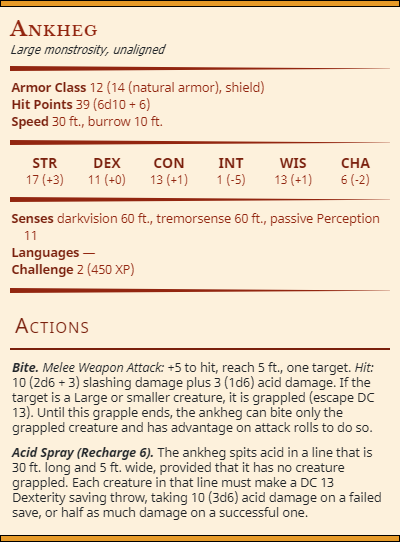 Ankheg
Large monstrosity, unaligned
Armor Class 12 (14 (natural armor), shield)
Hit Points 39 (6d10 + 6)
Speed 30 ft., burrow 10 ft.
STR DEX CON INT WIS CHA
17 (+3) 11 (+0) 13 (+1) 1 (-5) 13 (+1) 6 (-2)
Senses darkvision 60 ft., tremorsense 60 ft., passive Perception
11
Languages —
Challenge 2 (450 XP)
Actions
Bite. Melee Weapon Attack: +5 to hit, reach 5 ft., one target. Hit:
10 (2d6 + 3) slashing damage plus 3 (1d6) acid damage. If the
target is a Large or smaller creature, it is grappled (escape DC
13). Until this grapple ends, the ankheg can bite only the
grappled creature and has advantage on attack rolls to do so.
Acid Spray (Recharge 6). The ankheg spits acid in a line that is
30 ft. long and 5 ft. wide, provided that it has no creature
grappled. Each creature in that line must make a DC 13
Dexterity saving throw, taking 10 (3d6) acid damage on a failed
save, or half as much damage on a successful one.